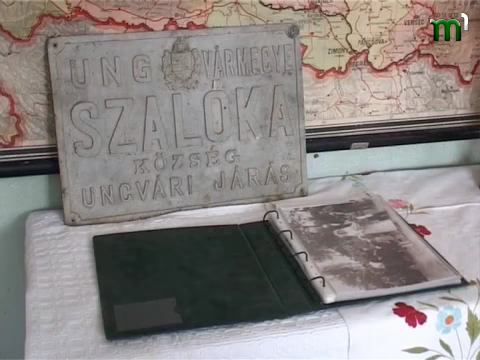 UNG VÁRMEGYE
SZALÓKA
KÖZSÉG
UNGVÁRI JÁRÁS
m1